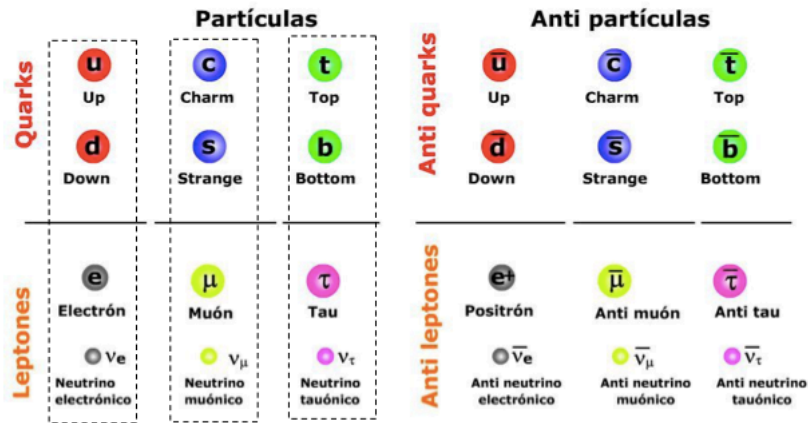 Partículas
Anti partículas
Quarks
u c t
Up Charm Top
d s b
Down Strange Bottom
Anti quarks
u̅ c̅ t̅
Up Charm Top
d̅ s̅ b̅
Down Strange Bottom
Leptones
e μ τ
Electrón Muón Tau
νe νμ ντ
Neutrino electrónico
Neutrino muónico
Neutrino tauónico
Anti leptones
e+ μ̅ τ̅
Positrón Anti muón Anti tau
ν̅e ν̅μ ν̅τ
Anti neutrino electrónico
Anti neutrino muónico
Anti neutrino tauónico